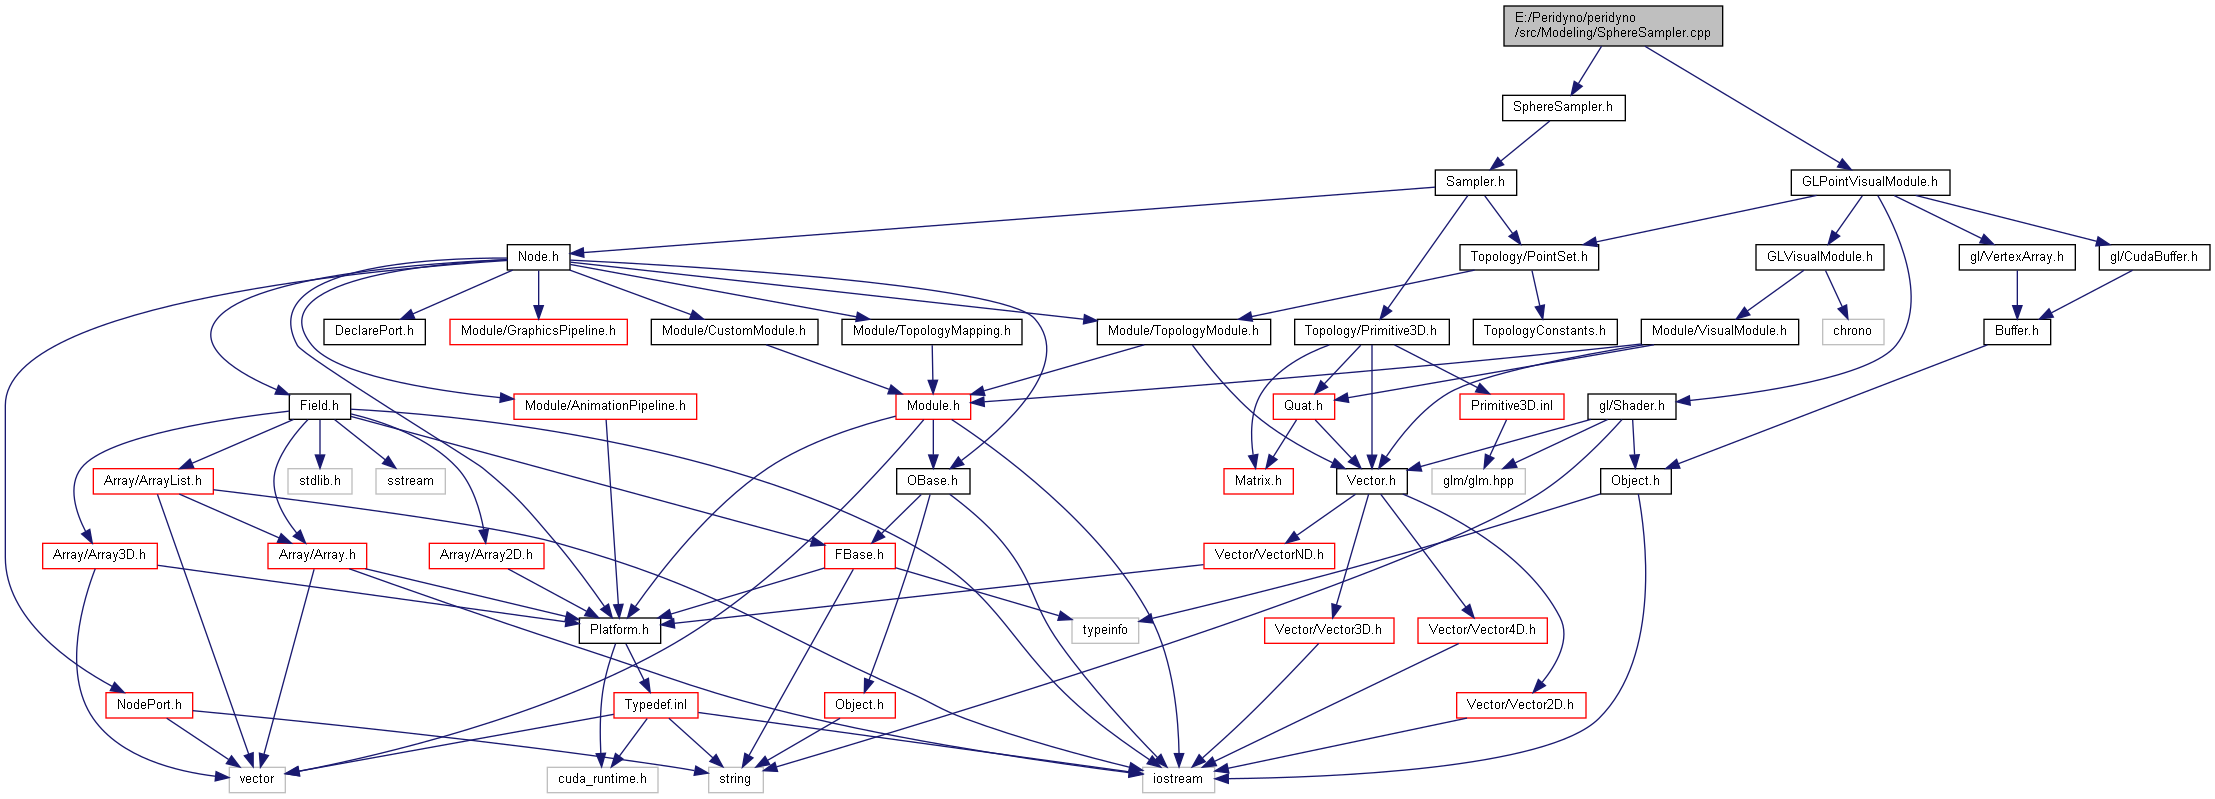 E:/Peridyno/peridyno
/src/Modeling/SphereSampler.cpp
SphereSampler.h
Sampler.h
GLPointVisualModule.h
Node.h
Topology/PointSet.h
GLVisualModule.h
gl/VertexArray.h
gl/CudaBuffer.h
DeclarePort.h
Module/GraphicsPipeline.h
Module/CustomModule.h
Module/TopologyMapping.h
Module/TopologyModule.h
Topology/Primitive3D.h
TopologyConstants.h
Module/VisualModule.h
chrono
Buffer.h
Field.h
Module/AnimationPipeline.h
Module.h
Quat.h
Primitive3D.inl
gl/Shader.h
Array/ArrayList.h
stdlib.h
sstream
OBase.h
Matrix.h
Vector.h
glm/glm.hpp
Object.h
Array/Array3D.h
Array/Array.h
Array/Array2D.h
FBase.h
Vector/VectorND.h
Platform.h
typeinfo
Vector/Vector3D.h
Vector/Vector4D.h
NodePort.h
Typedef.inl
Object.h
Vector/Vector2D.h
vector
cuda_runtime.h
string
iostream